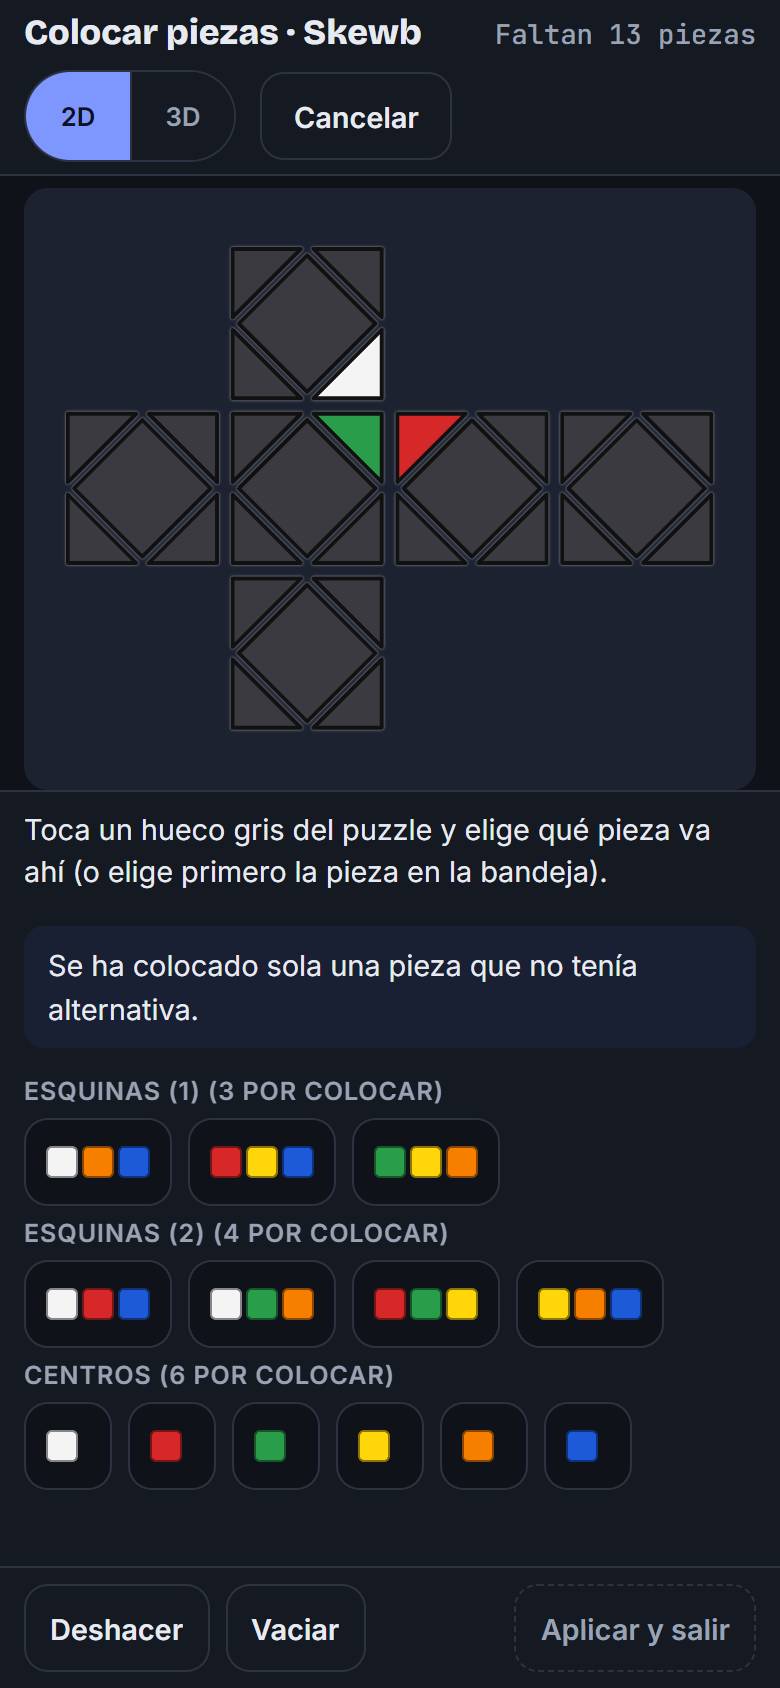 Colocar piezas · Skewb
Faltan 13 piezas
2D
3D
Cancelar
Toca un hueco gris del puzzle y elige qué pieza va
ahí (o elige primero la pieza en la bandeja).
Se ha colocado sola una pieza que no tenía
alternativa.
ESQUINAS (1) (3 POR COLOCAR)
ESQUINAS (2) (4 POR COLOCAR)
CENTROS (6 POR COLOCAR)
Deshacer
Vaciar
Aplicar y salir